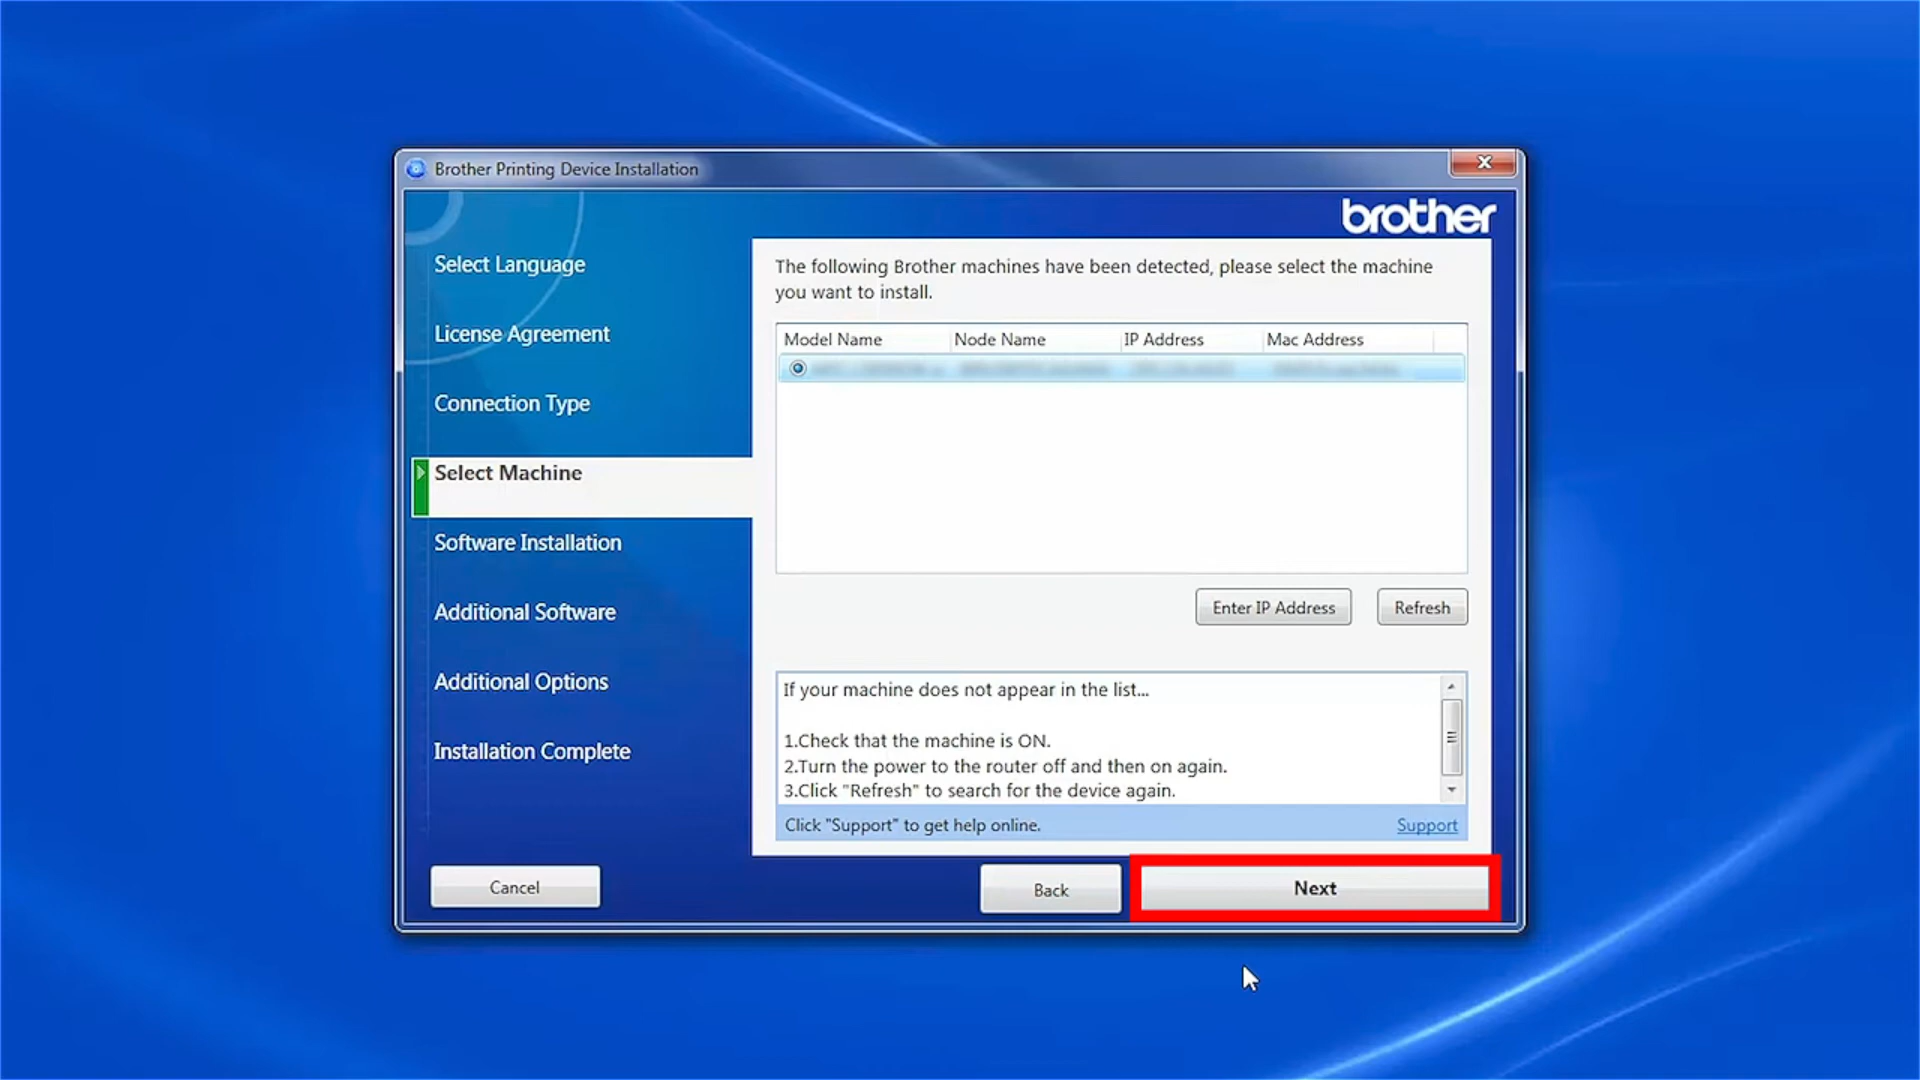 Brother Printing Device Installation
brother
Select Language
License Agreement
Connection Type
Select Machine
Software Installation
Additional Software
Additional Options
Installation Complete
The following Brother machines have been detected, please select the machine
you want to install.
Model Name Node Name IP Address Mac Address
Enter IP Address Refresh
If your machine does not appear in the list...
1.Check that the machine is ON.
2.Turn the power to the router off and then on again.
3.Click "Refresh" to search for the device again.
Click "Support" to get help online. Support
Cancel Back Next